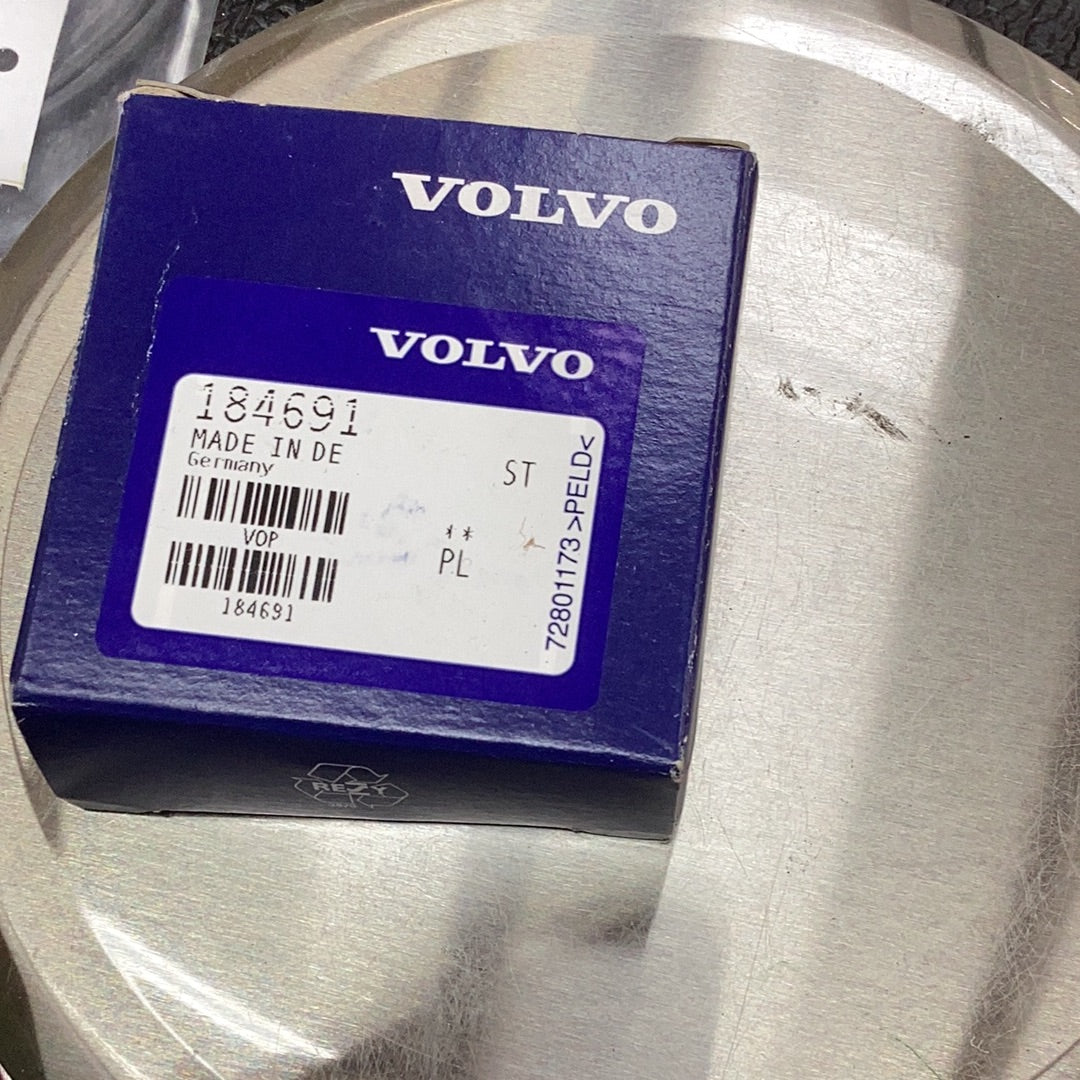 VOLVO
VOLVO
184691
MADE IN DE
Germany
ST
VOP
**
PL
184691
72801173 >PELD<
REZY